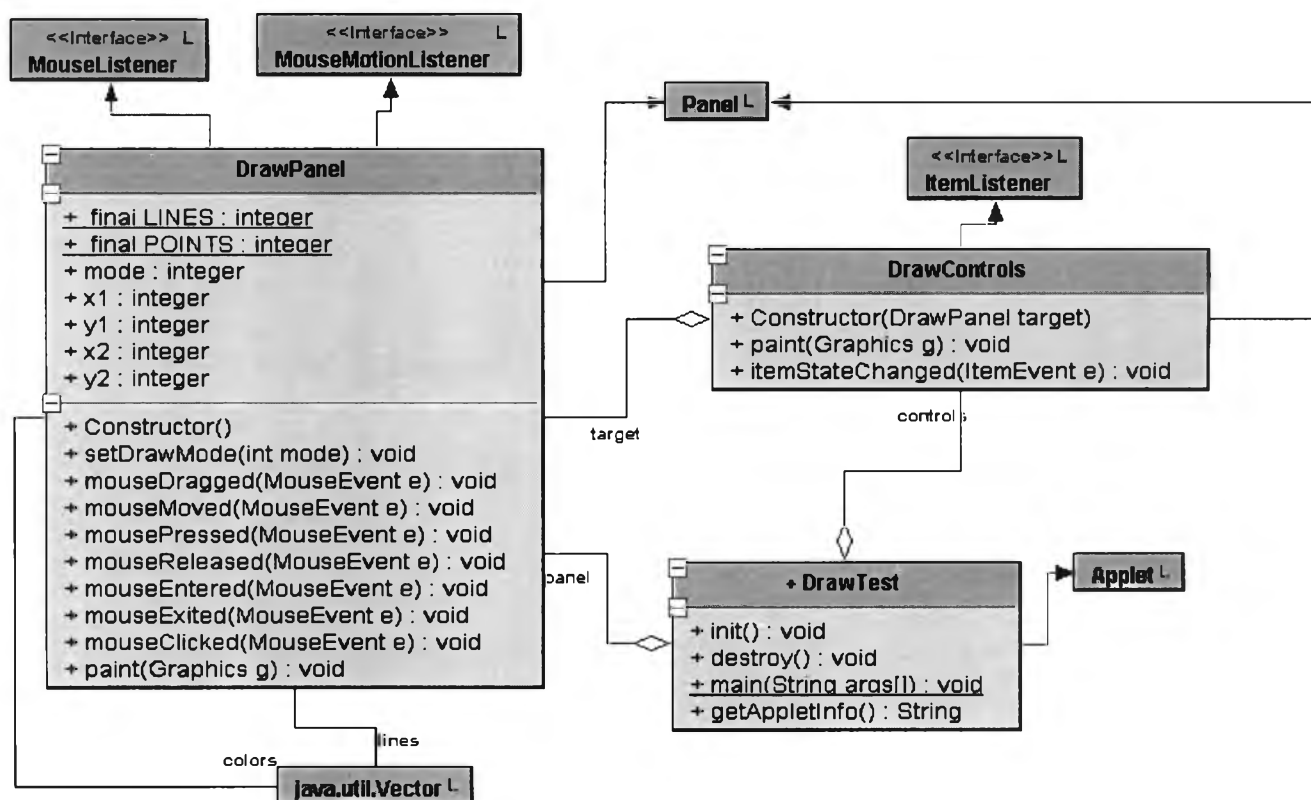 <<Interface>> L
MouseListener
<<Interface>> L
MouseMotionListener
Panel L
<<Interface>> L
ItemListener
DrawPanel
+ final LINES : integer
+ final POINTS : integer
+ mode : integer
+ x1 : integer
+ y1 : integer
+ x2 : integer
+ y2 : integer
+ Constructor()
+ setDrawMode(int mode) : void
+ mouseDragged(MouseEvent e) : void
+ mouseMoved(MouseEvent e) : void
+ mousePressed(MouseEvent e) : void
+ mouseReleased(MouseEvent e) : void
+ mouseEntered(MouseEvent e) : void
+ mouseExited(MouseEvent e) : void
+ mouseClicked(MouseEvent e) : void
+ paint(Graphics g) : void
DrawControls
+ Constructor(DrawPanel target)
+ paint(Graphics g) : void
+ itemStateChanged(ItemEvent e) : void
controls
target
panel
+ DrawTest
+ init() : void
+ destroy() : void
+ main(String args[]) : void
+ getAppletInfo() : String
Applet L
lines
colors
java.util.Vector L